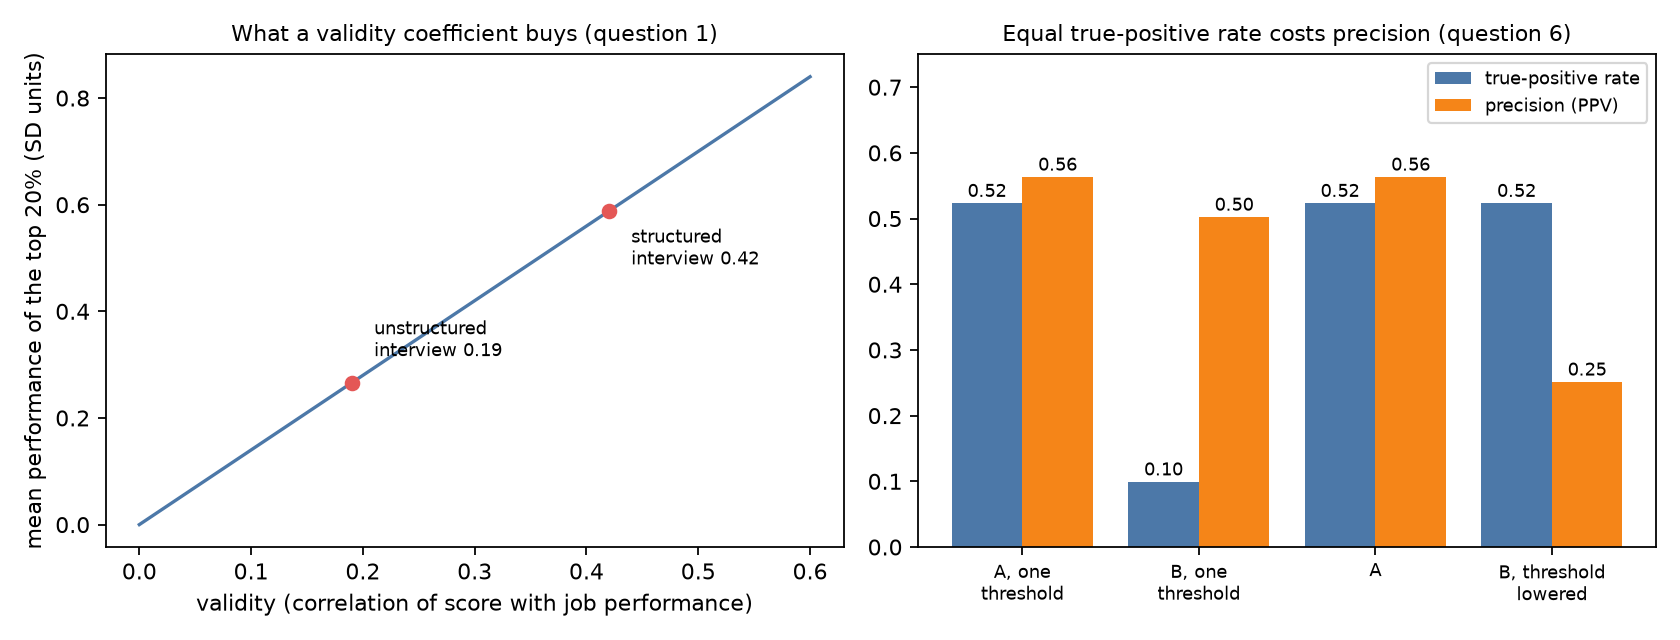 What a validity coefficient buys (question 1)
mean performance of the top 20% (SD units)
0.8
0.6
0.4
0.2
0.0
structured
interview 0.42
unstructured
interview 0.19
0.0 0.1 0.2 0.3 0.4 0.5 0.6
validity (correlation of score with job performance)
Equal true-positive rate costs precision (question 6)
true-positive rate
precision (PPV)
0.7
0.6
0.5
0.4
0.3
0.2
0.1
0.0
0.52 0.56 0.10 0.50 0.52 0.56 0.52 0.25
A, one
threshold
B, one
threshold
A
B, threshold
lowered